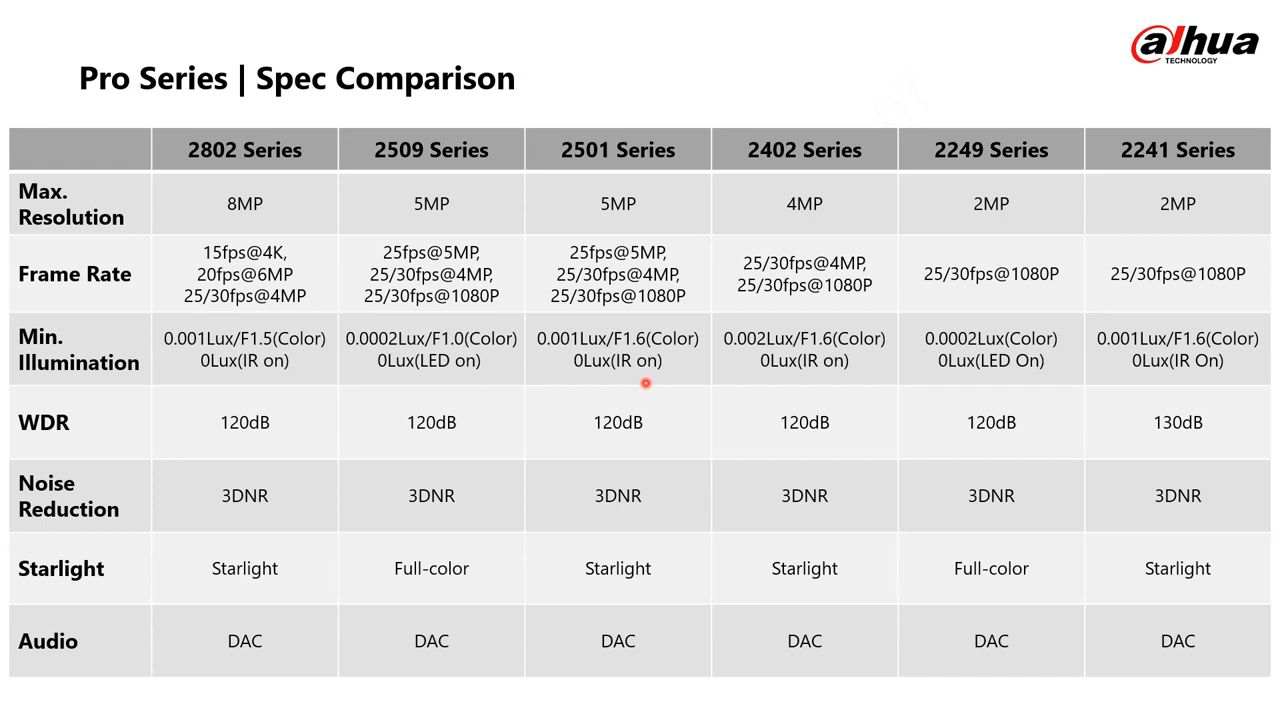 alhua
TECHNOLOGY
Pro Series | Spec Comparison
2802 Series 2509 Series 2501 Series 2402 Series 2249 Series 2241 Series
Max. Resolution 8MP 5MP 5MP 4MP 2MP 2MP
Frame Rate 15fps@4K, 20fps@6MP 25/30fps@4MP 25fps@5MP, 25/30fps@4MP, 25/30fps@1080P 25fps@5MP, 25/30fps@4MP, 25/30fps@1080P 25/30fps@4MP, 25/30fps@1080P 25/30fps@1080P 25/30fps@1080P
Min. Illumination 0.001Lux/F1.5(Color) 0Lux(IR on) 0.0002Lux/F1.0(Color) 0Lux(LED on) 0.001Lux/F1.6(Color) 0Lux(IR on) 0.002Lux/F1.6(Color) 0Lux(IR on) 0.0002Lux(Color) 0Lux(LED On) 0.001Lux/F1.6(Color) 0Lux(IR On)
WDR 120dB 120dB 120dB 120dB 120dB 130dB
Noise Reduction 3DNR 3DNR 3DNR 3DNR 3DNR 3DNR
Starlight Starlight Full-color Starlight Starlight Full-color Starlight
Audio DAC DAC DAC DAC DAC DAC